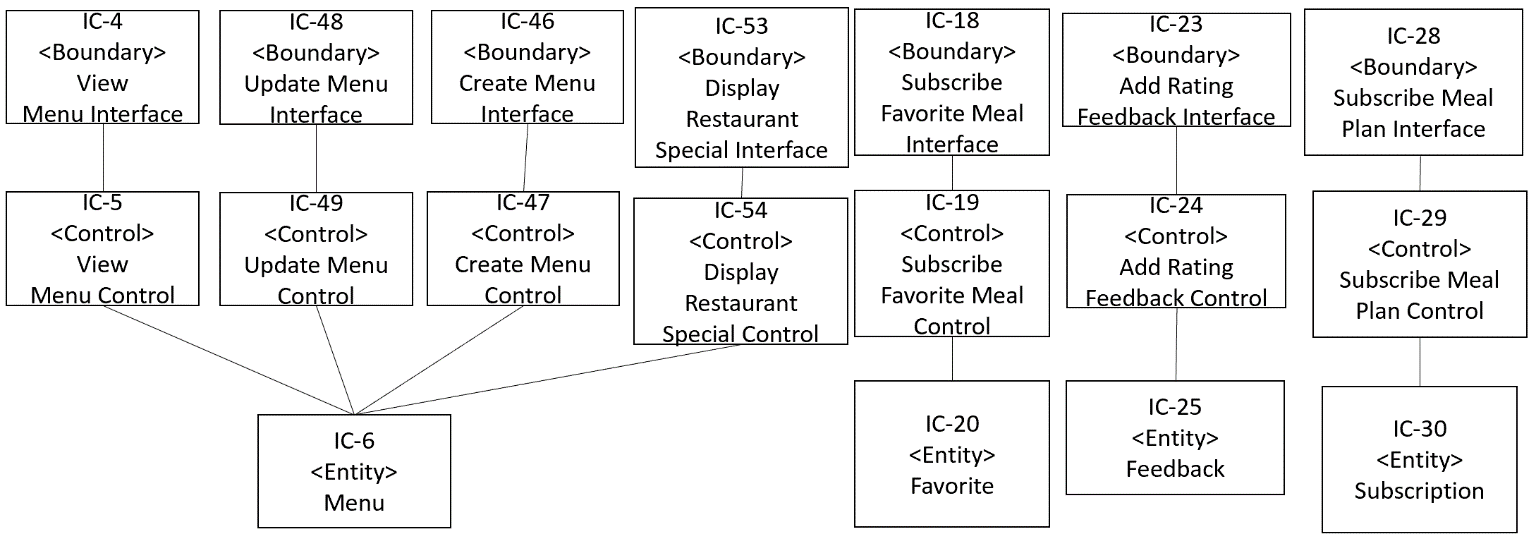 IC-4
<Boundary>
View
Menu Interface
IC-48
<Boundary>
Update Menu
Interface
IC-46
<Boundary>
Create Menu
Interface
IC-53
<Boundary>
Display
Restaurant
Special Interface
IC-18
<Boundary>
Subscribe
Favorite Meal
Interface
IC-23
<Boundary>
Add Rating
Feedback Interface
IC-28
<Boundary>
Subscribe Meal
Plan Interface
IC-5
<Control>
View
Menu Control
IC-49
<Control>
Update Menu
Control
IC-47
<Control>
Create Menu
Control
IC-54
<Control>
Display
Restaurant
Special Control
IC-19
<Control>
Subscribe
Favorite Meal
Control
IC-24
<Control>
Add Rating
Feedback Control
IC-29
<Control>
Subscribe Meal
Plan Control
IC-6
<Entity>
Menu
IC-20
<Entity>
Favorite
IC-25
<Entity>
Feedback
IC-30
<Entity>
Subscription